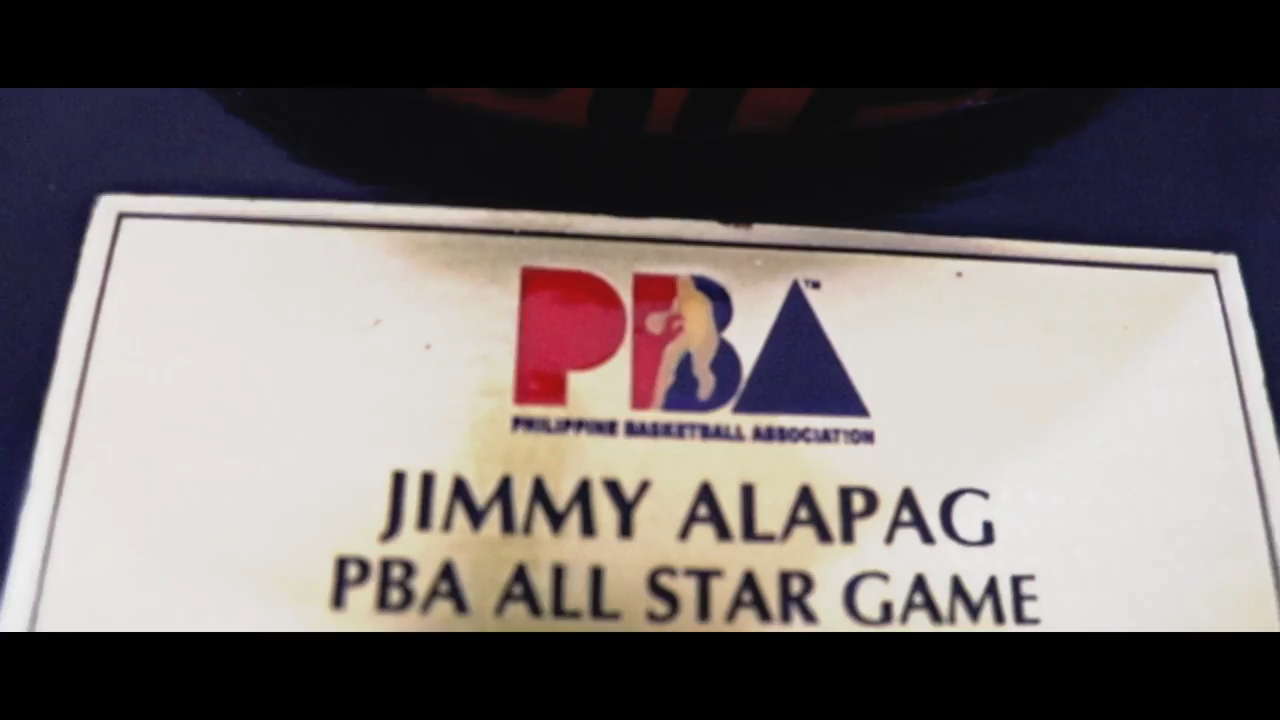 PBA™
PHILIPPINE BASKETBALL ASSOCIATION
JIMMY ALAPAG
PBA ALL STAR GAME